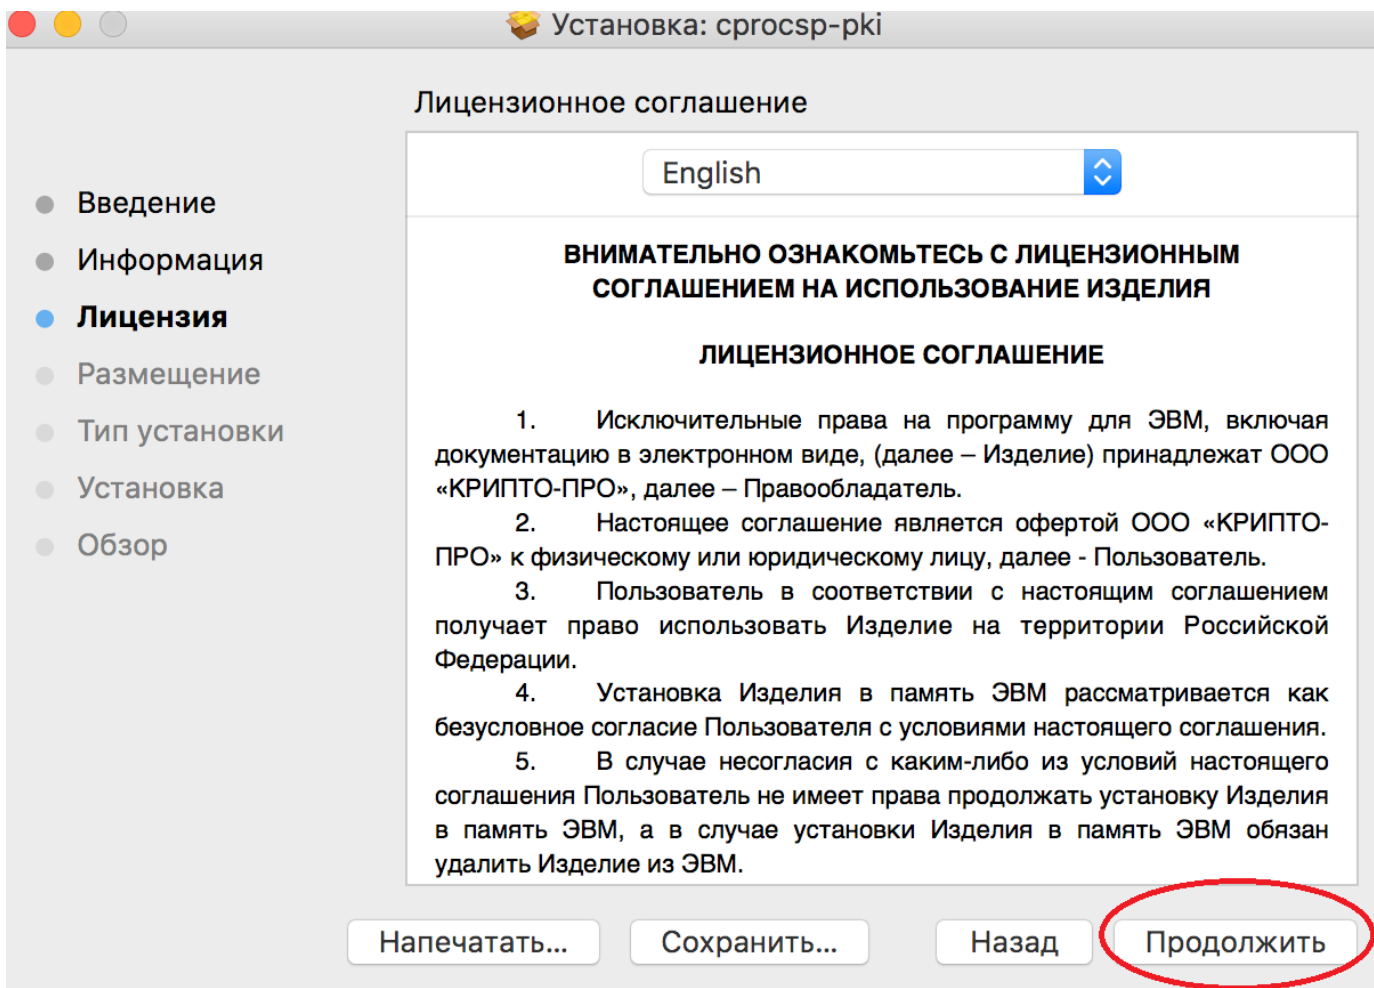 Установка: cprocsp-pki
Лицензионное соглашение
Введение
Информация
Лицензия
Размещение
Тип установки
Установка
Обзор
English
ВНИМАТЕЛЬНО ОЗНАКОМЬТЕСЬ С ЛИЦЕНЗИОННЫМ
СОГЛАШЕНИЕМ НА ИСПОЛЬЗОВАНИЕ ИЗДЕЛИЯ
ЛИЦЕНЗИОННОЕ СОГЛАШЕНИЕ
1. Исключительные права на программу для ЭВМ, включая
документацию в электронном виде, (далее – Изделие) принадлежат ООО
«КРИПТО-ПРО», далее – Правообладатель.
2. Настоящее соглашение является офертой ООО «КРИПТО-
ПРО» к физическому или юридическому лицу, далее - Пользователь.
3. Пользователь в соответствии с настоящим соглашением
получает право использовать Изделие на территории Российской
Федерации.
4. Установка Изделия в память ЭВМ рассматривается как
безусловное согласие Пользователя с условиями настоящего соглашения.
5. В случае несогласия с каким-либо из условий настоящего
соглашения Пользователь не имеет права продолжать установку Изделия
в память ЭВМ, а в случае установки Изделия в память ЭВМ обязан
удалить Изделие из ЭВМ.
Напечатать... Сохранить... Назад Продолжить